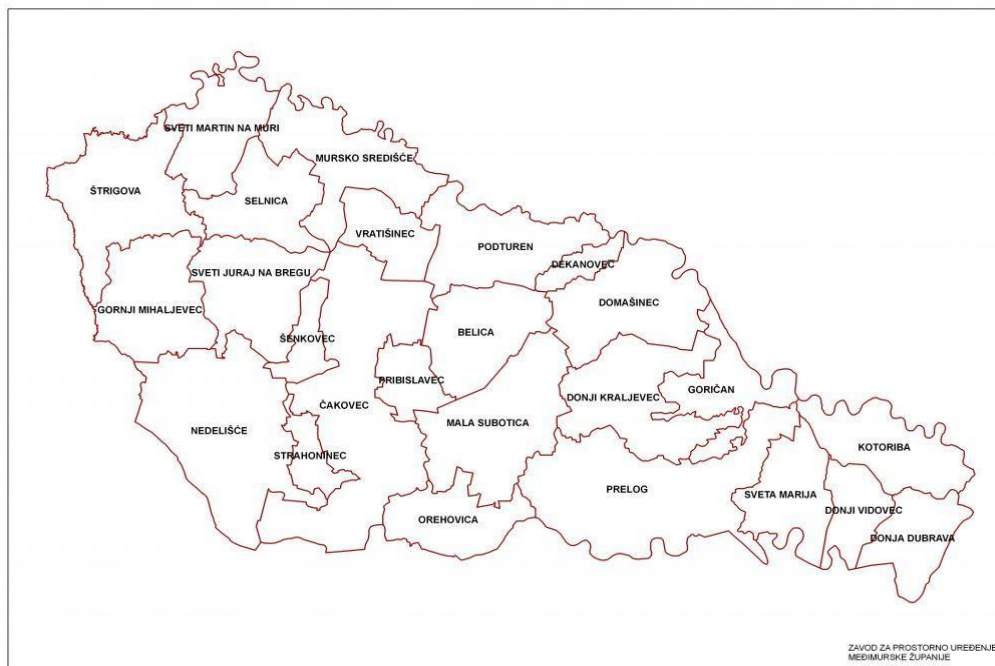 SVETI MARTIN NA MURI
MURSKO SREDIŠĆE
ŠTRIGOVA
SELNICA
VRATIŠINEC
PODTUREN
DEKANOVEC
SVETI JURAJ NA BREGU
DOMAŠINEC
GORNJI MIHALJEVEC
BELICA
ŠENKOVEC
PRIBISLAVEC
GORIČAN
DONJI KRALJEVEC
ČAKOVEC
MALA SUBOTICA
NEDELIŠĆE
KOTORIBA
STRAHONINEC
PRELOG
SVETA MARIJA
DONJI VIDOVEC
OREHOVICA
DONJA DUBRAVA
ZAVOD ZA PROSTORNO UREĐENJE
MEĐIMURSKE ŽUPANIJE